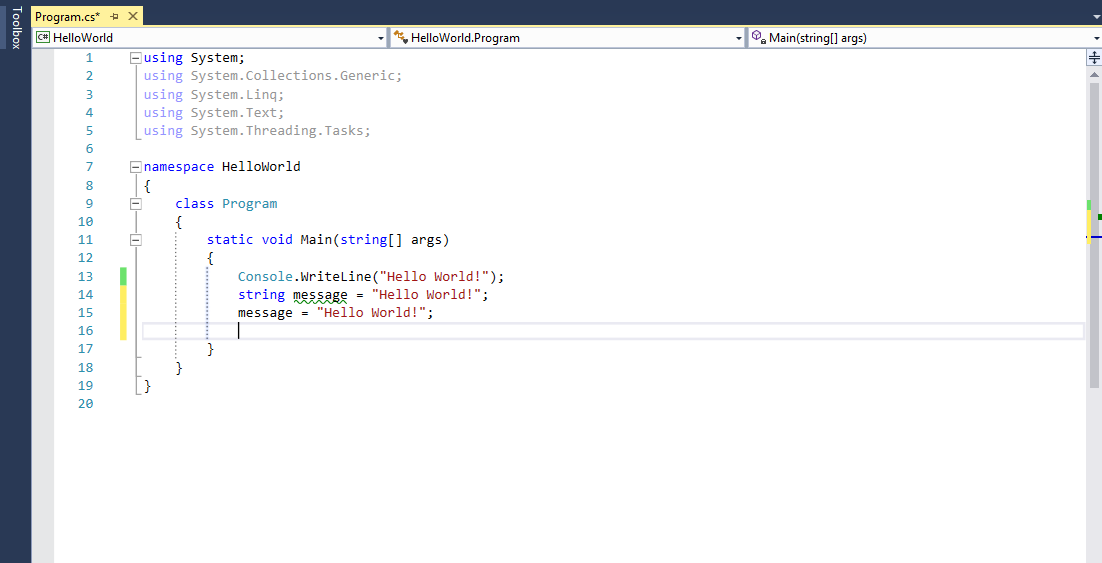 Toolbox
Program.cs*
C# HelloWorld HelloWorld.Program Main(string[] args)
1 using System;
2 using System.Collections.Generic;
3 using System.Linq;
4 using System.Text;
5 using System.Threading.Tasks;
6
7 namespace HelloWorld
8 {
9 class Program
10 {
11 static void Main(string[] args)
12 {
13 Console.WriteLine("Hello World!");
14 string message = "Hello World!";
15 message = "Hello World!";
16
17 }
18 }
19 }
20